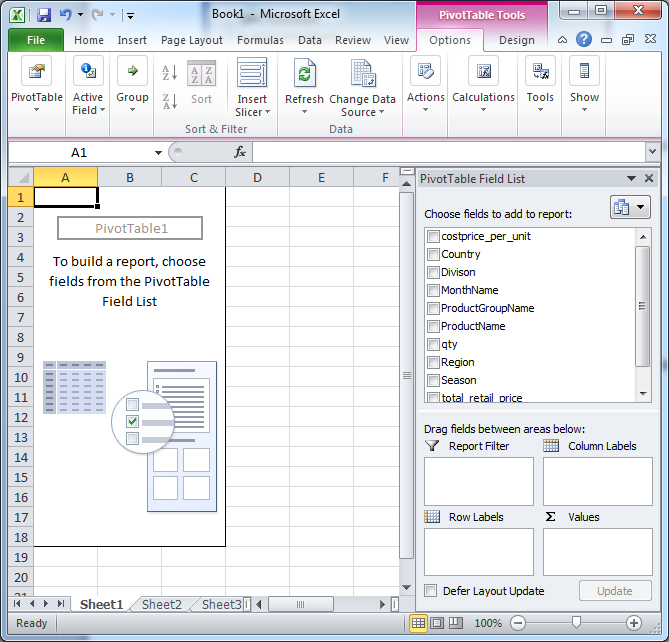 Book1 - Microsoft Excel
PivotTable Tools
File Home Insert Page Layout Formulas Data Review View Options Design
PivotTable
Active Field
Group
Sort
Insert Slicer
Refresh
Change Data Source
Actions
Calculations
Tools
Show
Sort & Filter
Data
A1
fx
PivotTable Field List
A B C D E F
1
2
3
4
5
6
7
8
9
10
11
12
13
14
15
16
17
18
19
20
21
PivotTable1
To build a report, choose
fields from the PivotTable
Field List
Choose fields to add to report:
costprice_per_unit
Country
Divison
MonthName
ProductGroupName
ProductName
qty
Region
Season
total_retail_price
Drag fields between areas below:
Report Filter
Column Labels
Row Labels
Σ Values
Defer Layout Update
Update
Sheet1 Sheet2 Sheet3
Ready
100%